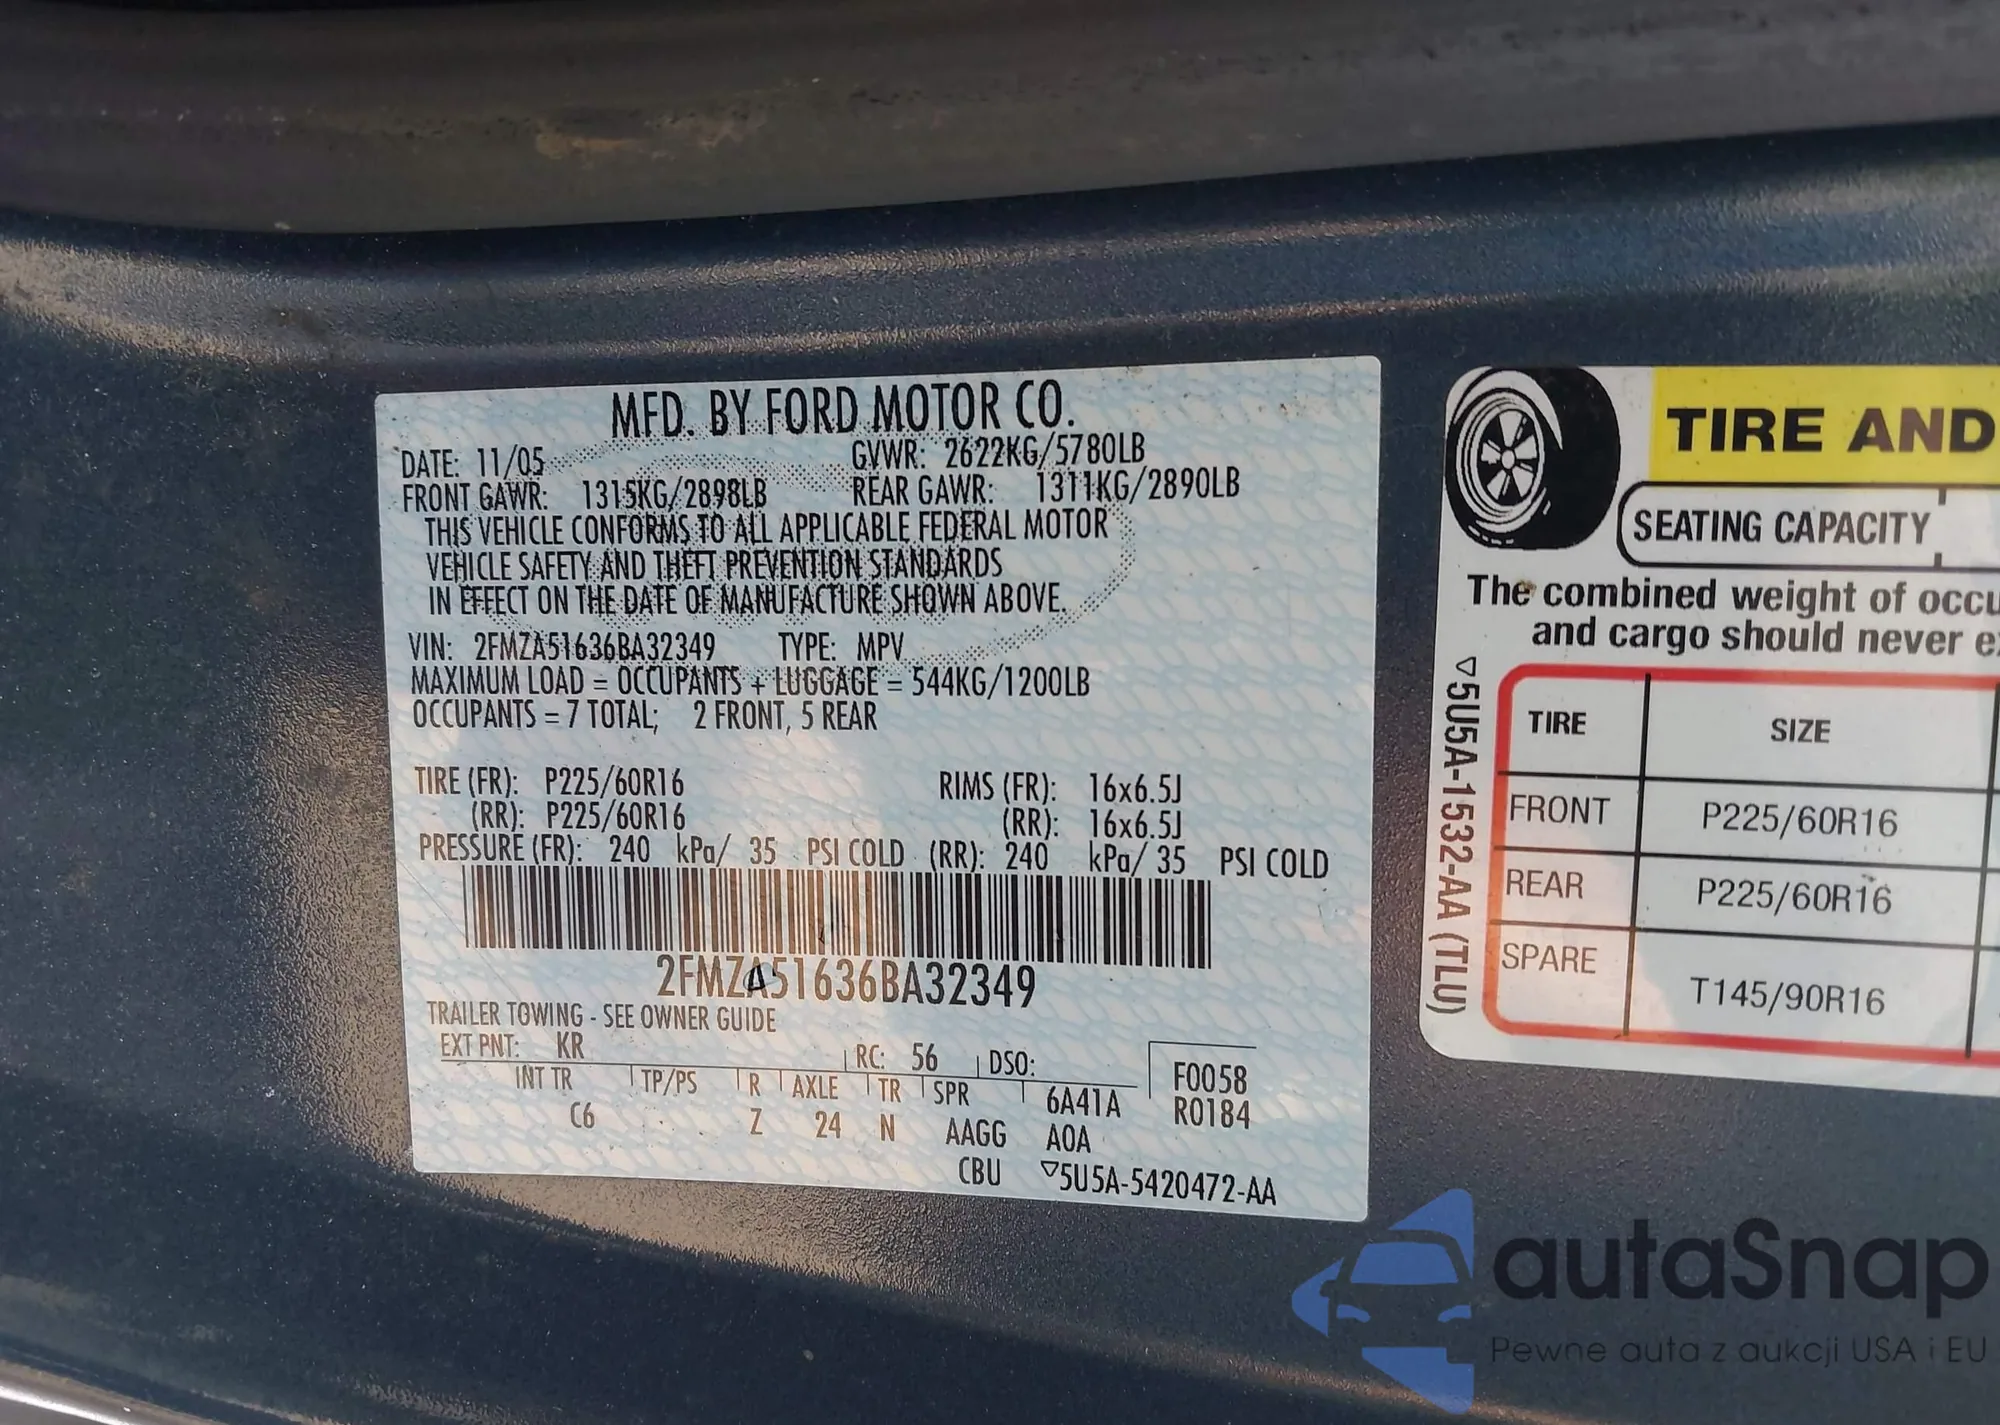 MFD. BY FORD MOTOR CO.
DATE: 11/05 GVWR: 2622KG/5780LB
FRONT GAWR: 1315KG/2898LB REAR GAWR: 1311KG/2890LB
THIS VEHICLE CONFORMS TO ALL APPLICABLE FEDERAL MOTOR
VEHICLE SAFETY AND THEFT PREVENTION STANDARDS
IN EFFECT ON THE DATE OF MANUFACTURE SHOWN ABOVE.
VIN: 2FMZA51636BA32349 TYPE: MPV
MAXIMUM LOAD = OCCUPANTS + LUGGAGE = 544KG/1200LB
OCCUPANTS = 7 TOTAL; 2 FRONT, 5 REAR
TIRE (FR): P225/60R16 RIMS (FR): 16x6.5J
(RR): P225/60R16 (RR): 16x6.5J
PRESSURE (FR): 240 kPa/ 35 PSI COLD (RR): 240 kPa/ 35 PSI COLD
2FMZA51636BA32349
TRAILER TOWING - SEE OWNER GUIDE
EXT PNT: KR RC: 56 DSO: F0058
INT TR TP/PS R AXLE TR SPR 6A41A R0184
C6 Z 24 N AAGG A0A
CBU ▽5U5A-5420472-AA
TIRE AND
SEATING CAPACITY
The combined weight of occu
and cargo should never e
▽5U5A-1532-AA (TLU)
TIRE SIZE
FRONT P225/60R16
REAR P225/60R16
SPARE T145/90R16
autaSnap
Pewne auta z aukcji USA i EU